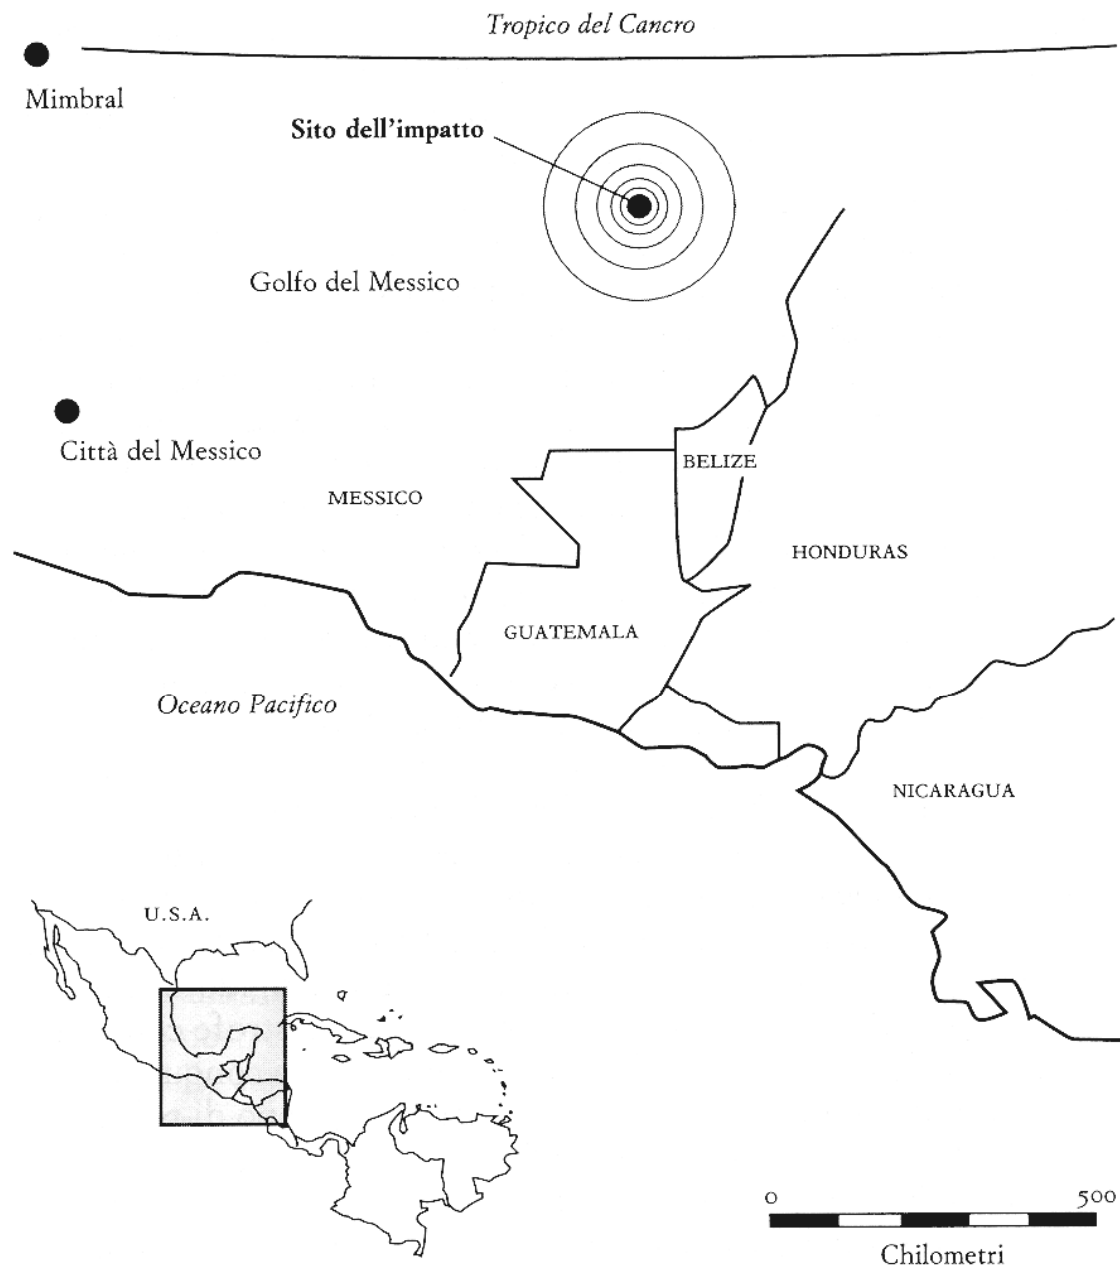 Tropico del Cancro
Mimbral
Sito dell'impatto
Golfo del Messico
Città del Messico
BELIZE
MESSICO
HONDURAS
GUATEMALA
Oceano Pacifico
NICARAGUA
U.S.A.
0 500
Chilometri